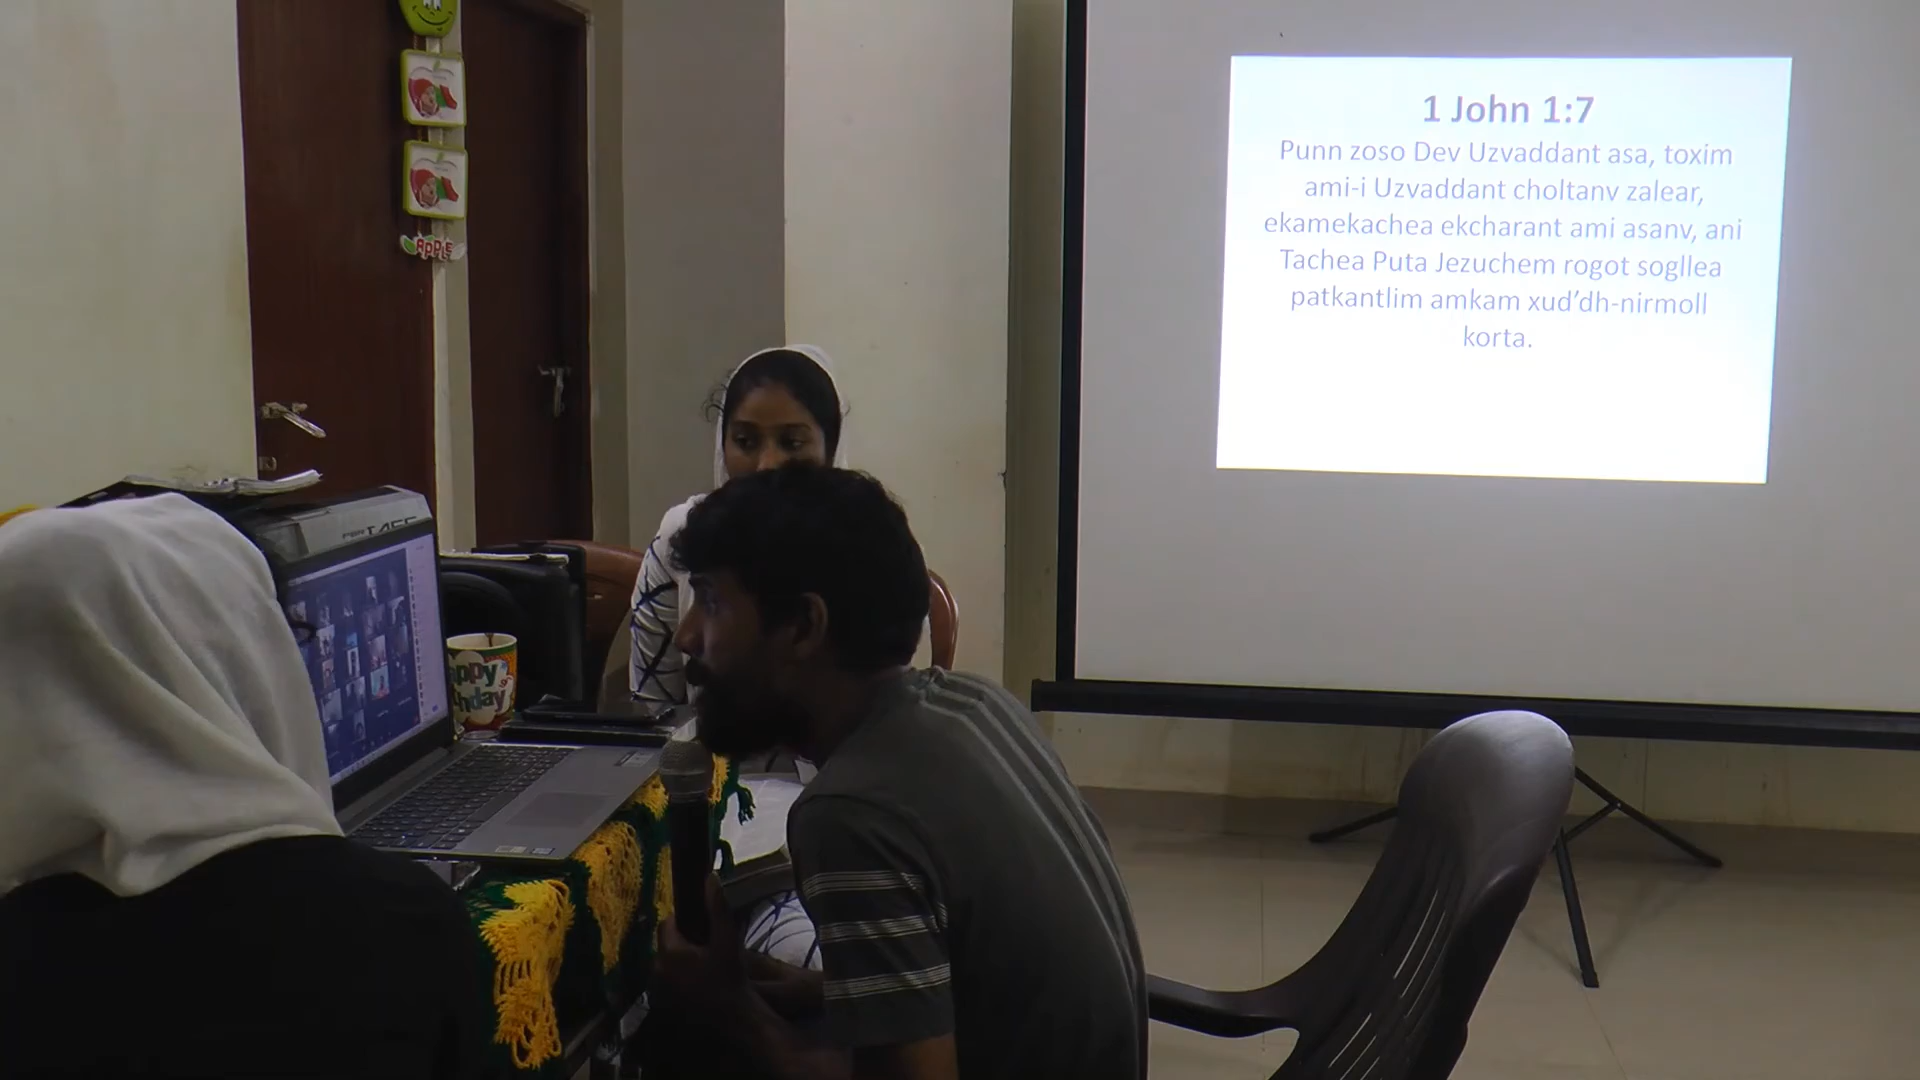 1 John 1:7
Punn zoso Dev Uzvaddant asa, toxim
ami-i Uzvaddant choltanv zalear,
ekamekachea ekcharant ami asanv, ani
Tachea Puta Jezuchem rogot sogllea
patkantlim amkam xud’dh-nirmoll
korta.
APPLE